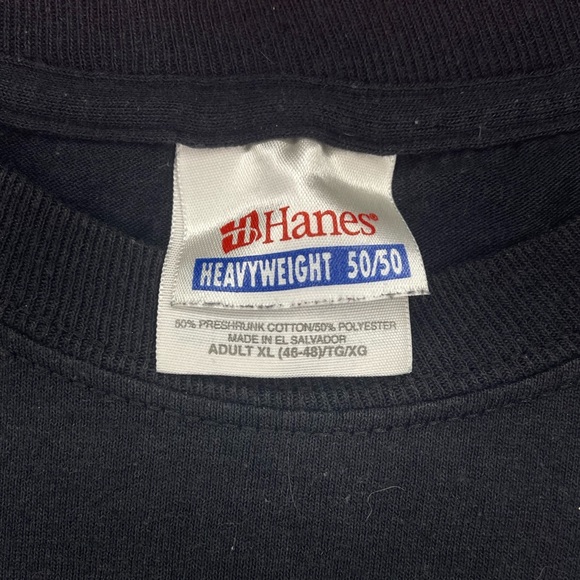 Hanes®
HEAVYWEIGHT 50/50
50% PRESHRUNK COTTON/50% POLYESTER
MADE IN EL SALVADOR
ADULT XL (46-48)/TG/XG